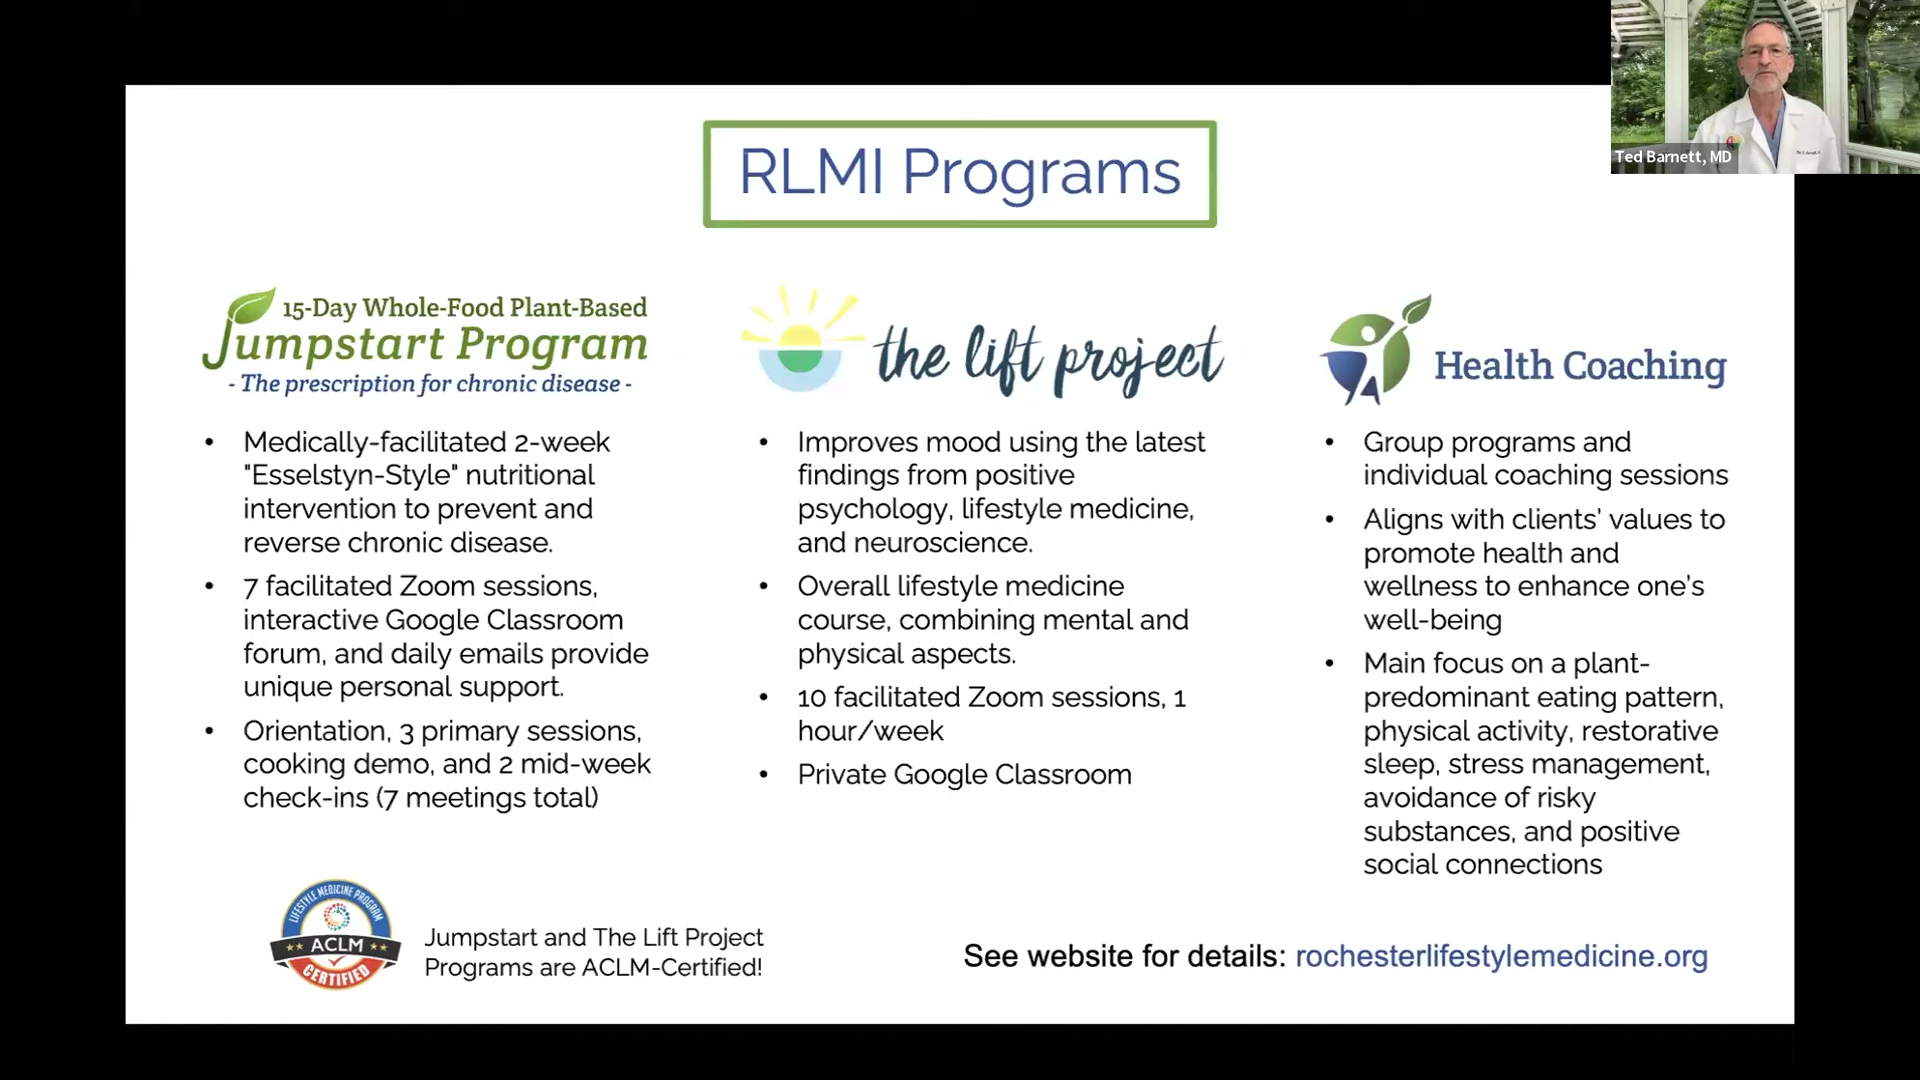 Ted Barnett, MD
RLMI Programs
15-Day Whole-Food Plant-Based
Jumpstart Program
- The prescription for chronic disease -
• Medically-facilitated 2-week
"Esselstyn-Style" nutritional
intervention to prevent and
reverse chronic disease.
• 7 facilitated Zoom sessions,
interactive Google Classroom
forum, and daily emails provide
unique personal support.
• Orientation, 3 primary sessions,
cooking demo, and 2 mid-week
check-ins (7 meetings total)
the lift project
• Improves mood using the latest
findings from positive
psychology, lifestyle medicine,
and neuroscience.
• Overall lifestyle medicine
course, combining mental and
physical aspects.
• 10 facilitated Zoom sessions, 1
hour/week
• Private Google Classroom
Health Coaching
• Group programs and
individual coaching sessions
• Aligns with clients’ values to
promote health and
wellness to enhance one’s
well-being
• Main focus on a plant-
predominant eating pattern,
physical activity, restorative
sleep, stress management,
avoidance of risky
substances, and positive
social connections
LIFESTYLE MEDICINE PROGRAM
ACLM
CERTIFIED
Jumpstart and The Lift Project
Programs are ACLM-Certified!
See website for details: rochesterlifestylemedicine.org